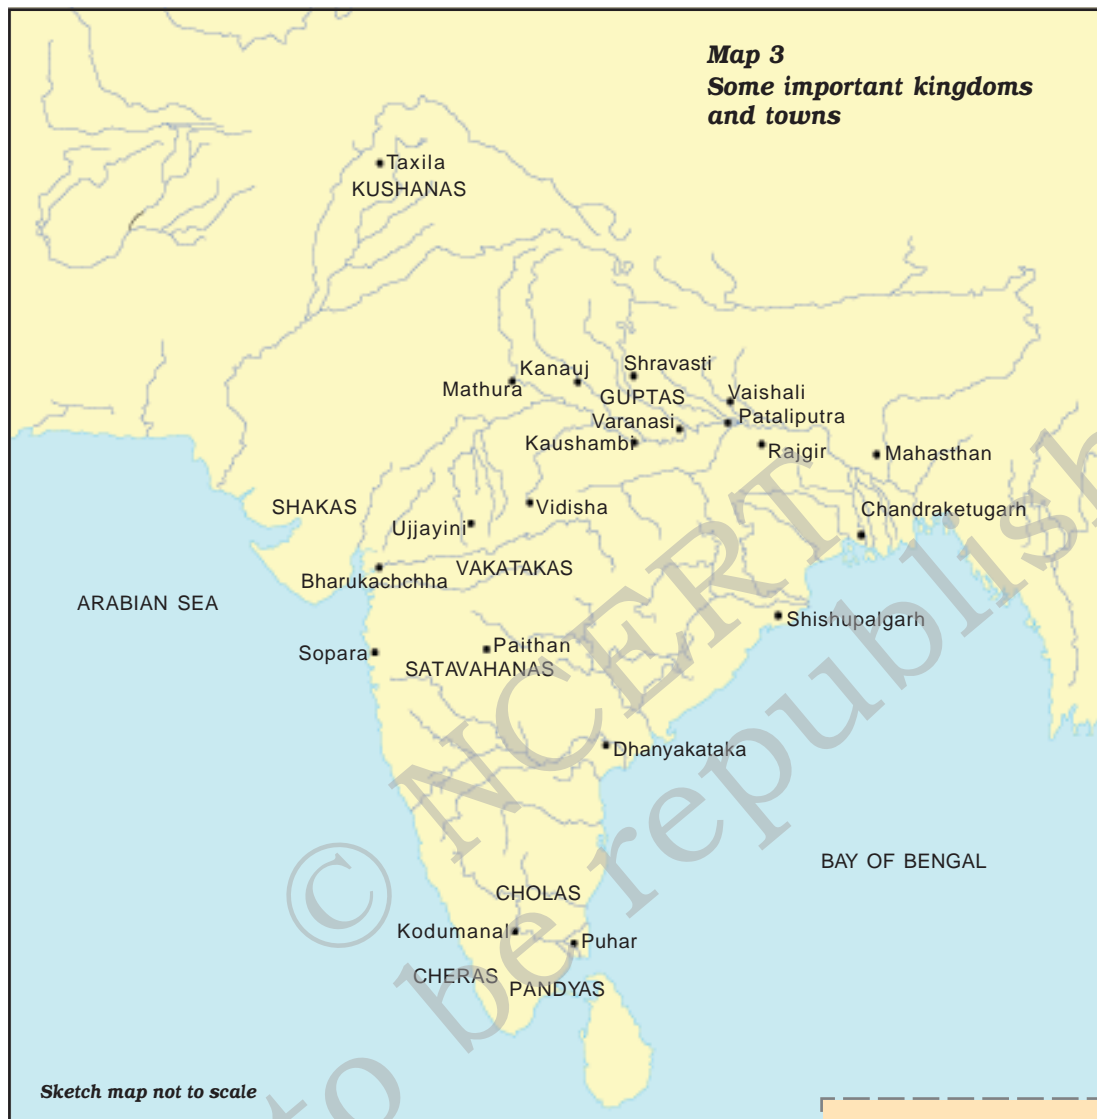 Map 3
Some important kingdoms
and towns
Taxila
KUSHANAS
Shravasti
Kanauj
Mathura
GUPTAS
Vaishali
Varanasi
Pataliputra
Kaushambi
Rajgir
Mahasthan
SHAKAS
Vidisha
Chandraketugarh
Ujjayini
VAKATAKAS
Bharukachchha
ARABIAN SEA
Shishupalgarh
Sopara
Paithan
SATAVAHANAS
Dhanyakataka
BAY OF BENGAL
CHOLAS
Kodumanal
Puhar
CHERAS
PANDYAS
Sketch map not to scale
© NCERT
to be republish